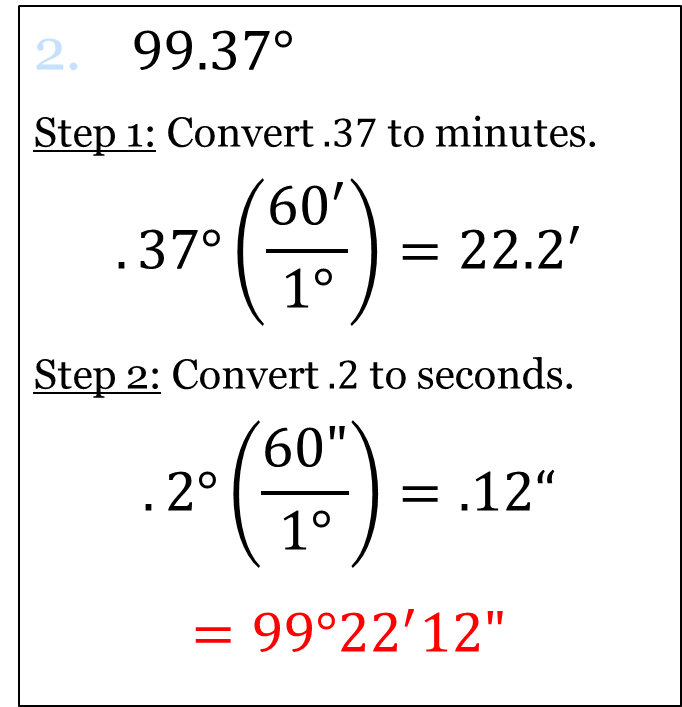 2. 99.37°
Step 1: Convert .37 to minutes.
.37° (60′/1°) = 22.2′
Step 2: Convert .2 to seconds.
.2° (60"/1°) = .12“
= 99°22′12"